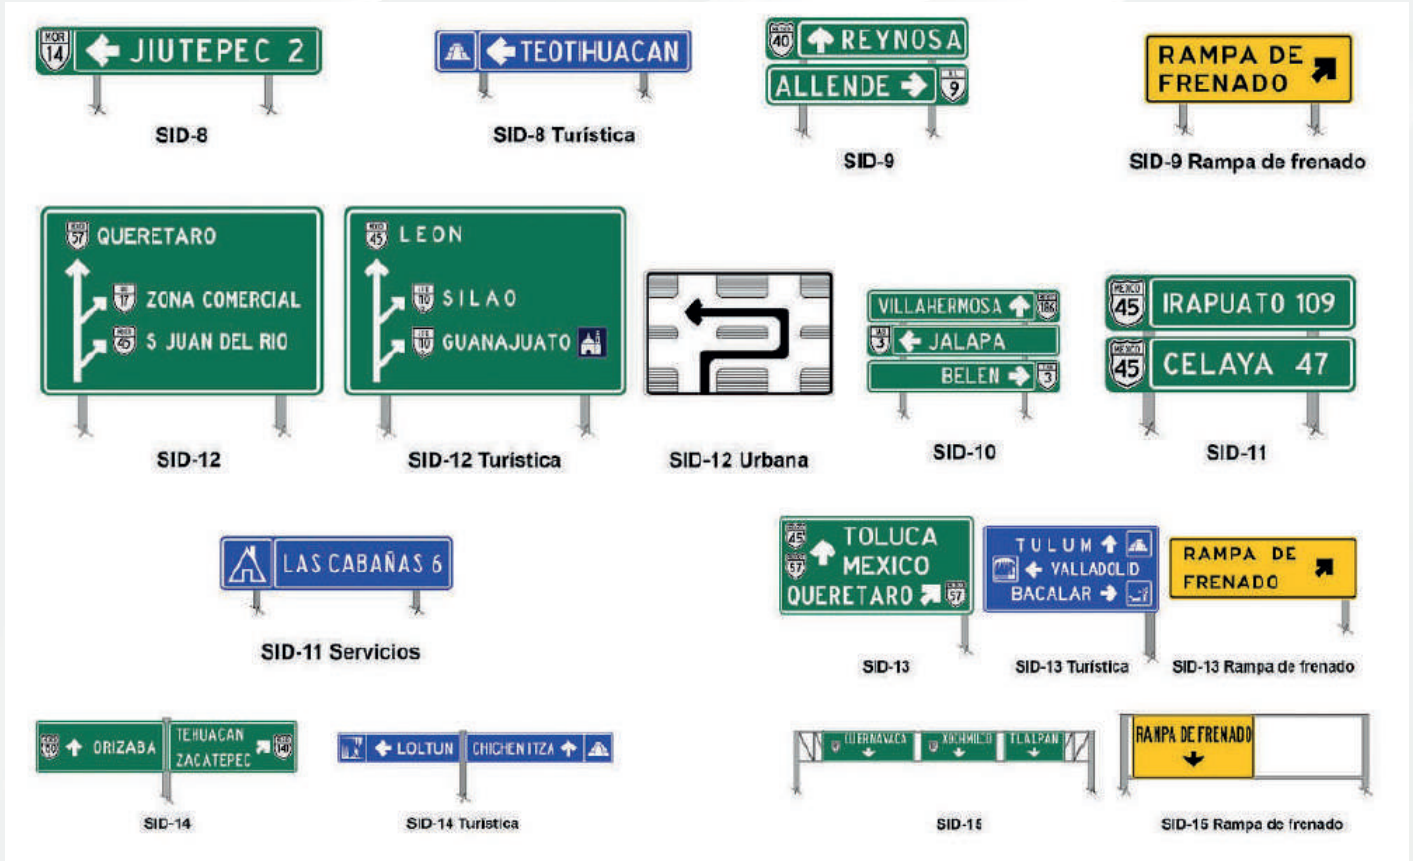 MOR
14
JIUTEPEC 2
SID-8
TEOTIHUACAN
SID-8 Turística
40
REYNOSA
ALLENDE
9
SID-9
RAMPA DE
FRENADO
SID-9 Rampa de frenado
57
QUERETARO
17
ZONA COMERCIAL
45
S JUAN DEL RIO
SID-12
45
LEON
110
SILAO
110
GUANAJUATO
SID-12 Turística
SID-12 Urbana
VILLAHERMOSA
186
3
JALAPA
BELEN
3
SID-10
MEXICO
45
IRAPUATO 109
MEXICO
45
CELAYA 47
SID-11
LAS CABAÑAS 6
SID-11 Servicios
45
TOLUCA
57
MEXICO
QUERETARO
57
SID-13
TULUM
VALLADOLID
BACALAR
SID-13 Turística
RAMPA DE
FRENADO
SID-13 Rampa de frenado
ORIZABA
TEHUACAN
ZACATEPEC
SID-14
LOLTUN
CHICHEN ITZA
SID-14 Turística
CUERNAVACA
XOCHIMILCO
TLALPAN
SID-15
RAMPA DE FRENADO
SID-15 Rampa de frenado